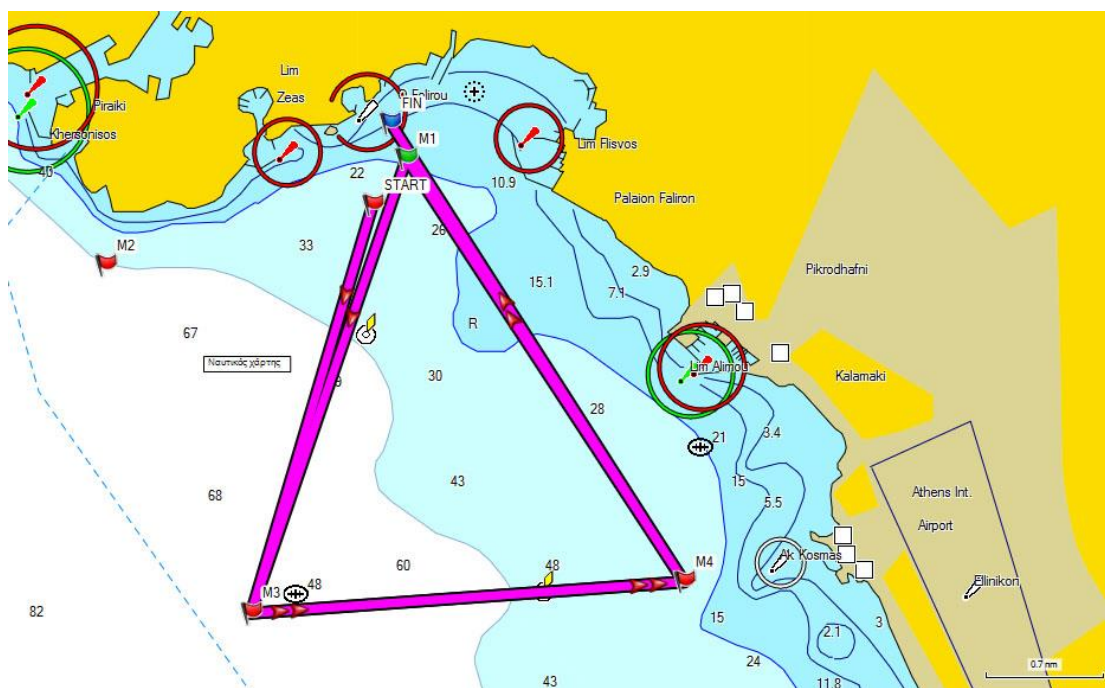 Lim
Zeas
Piraiki
Khersonisos
O Falirou
FIN
M1
Lim Flisvos
START
40
22
10.9
Palaion Faliron
26
33
M2
2.9
15.1
7.1
Pikrodhafni
67
R
Ναυτικός χάρτης
9
30
Lim Alimou
Kalamaki
28
21
3.4
43
15
68
5.5
Athens Int.
Airport
60
48
Ak Kosmas
M4
48
M3
Ellinikon
82
15
2.1
3
24
0.7 nm
43
11.8